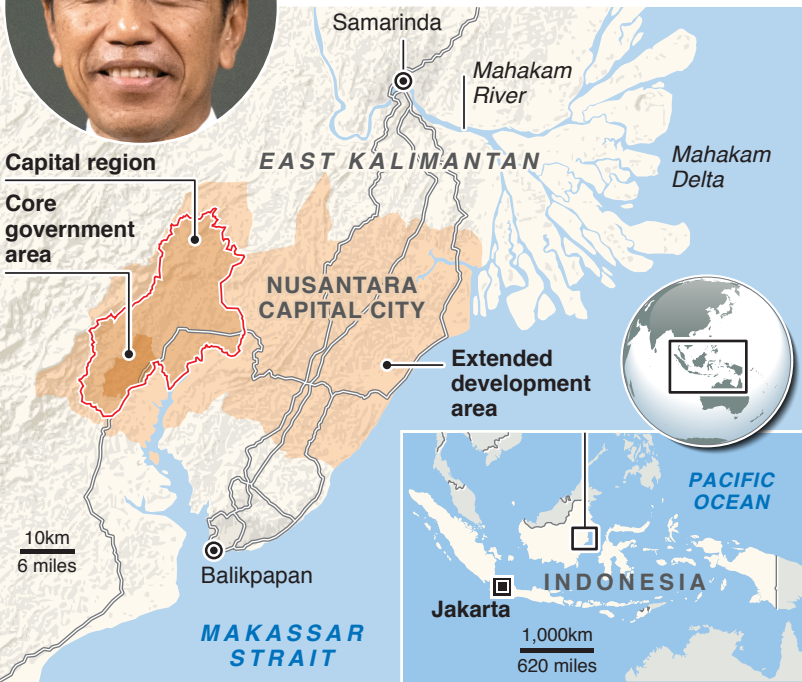 Samarinda
Mahakam
River
Capital region
EAST KALIMANTAN
Mahakam
Delta
Core
government
area
NUSANTARA
CAPITAL CITY
Extended
development
area
10km
6 miles
Balikpapan
MAKASSAR
STRAIT
PACIFIC
OCEAN
INDONESIA
Jakarta
1,000km
620 miles